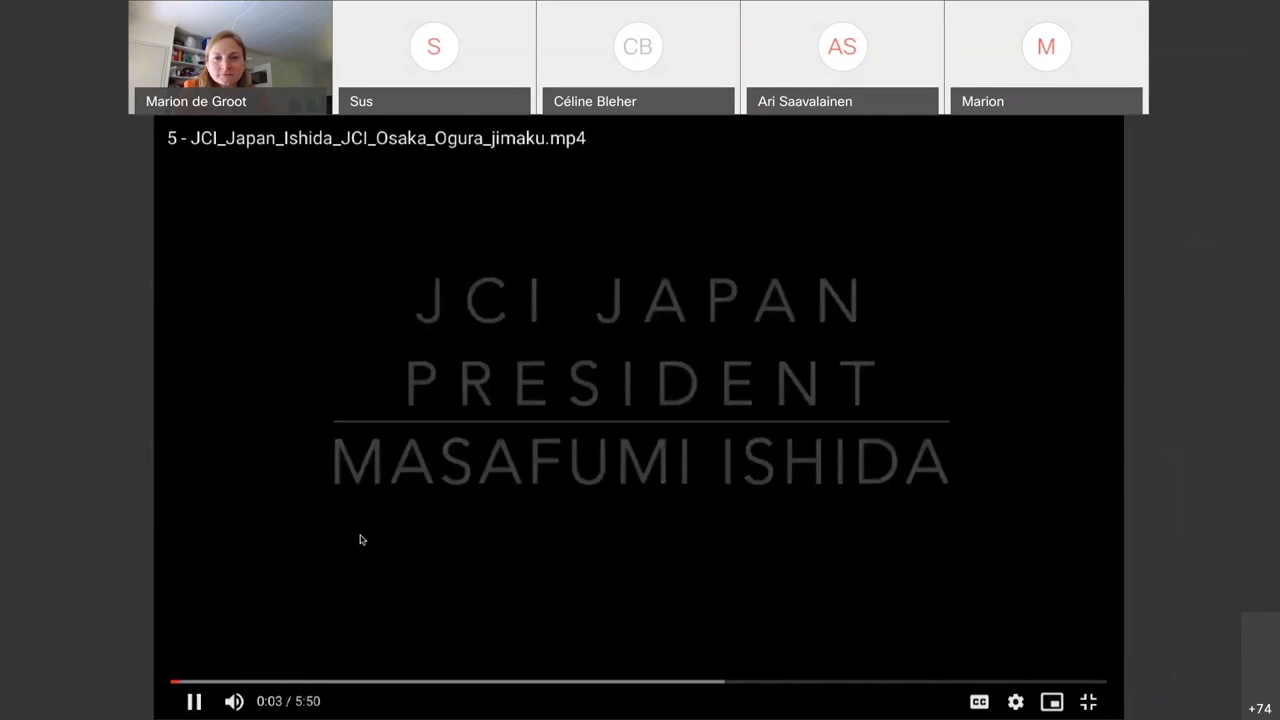 S
CB
AS
M
Marion de Groot
Sus
Céline Bleher
Ari Saavalainen
Marion
5 - JCI_Japan_Ishida_JCI_Osaka_Ogura_jimaku.mp4
JCI JAPAN
PRESIDENT
MASAFUMI ISHIDA
0:03 / 5:50
CC
+74